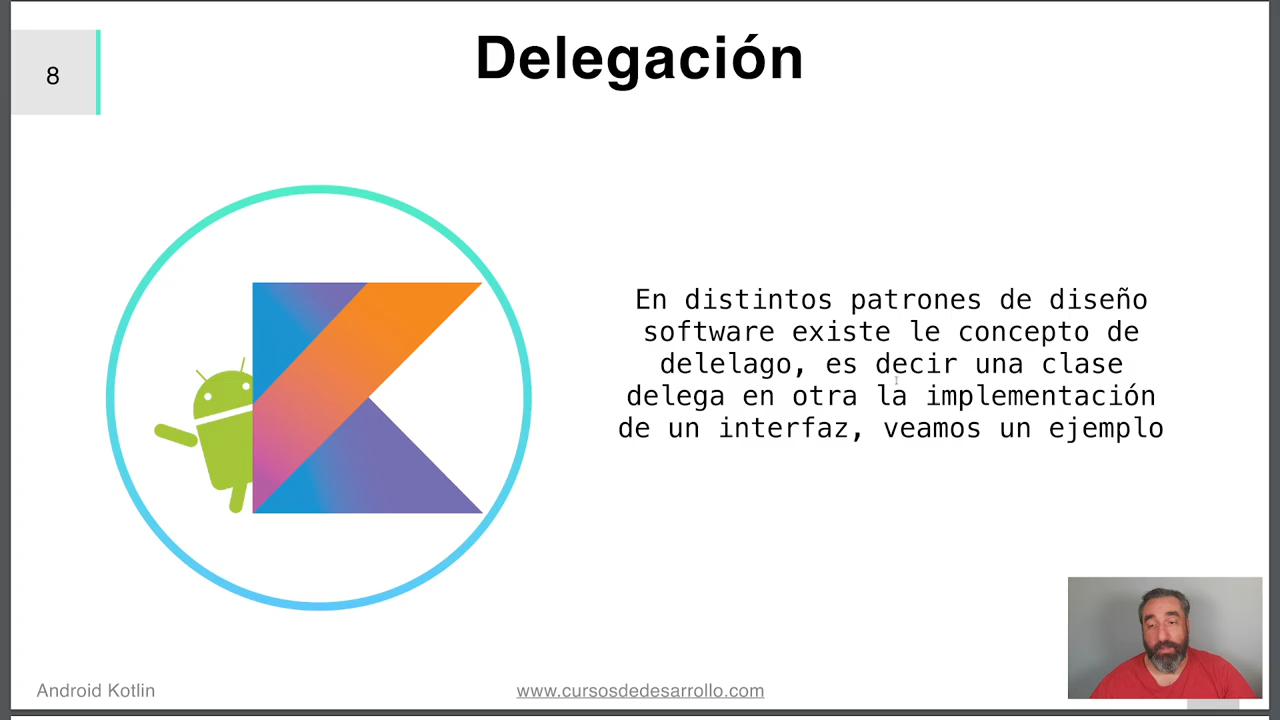 8
Delegación
En distintos patrones de diseño
software existe le concepto de
delelago, es decir una clase
delega en otra la implementación
de un interfaz, veamos un ejemplo
Android Kotlin
www.cursosdedesarrollo.com